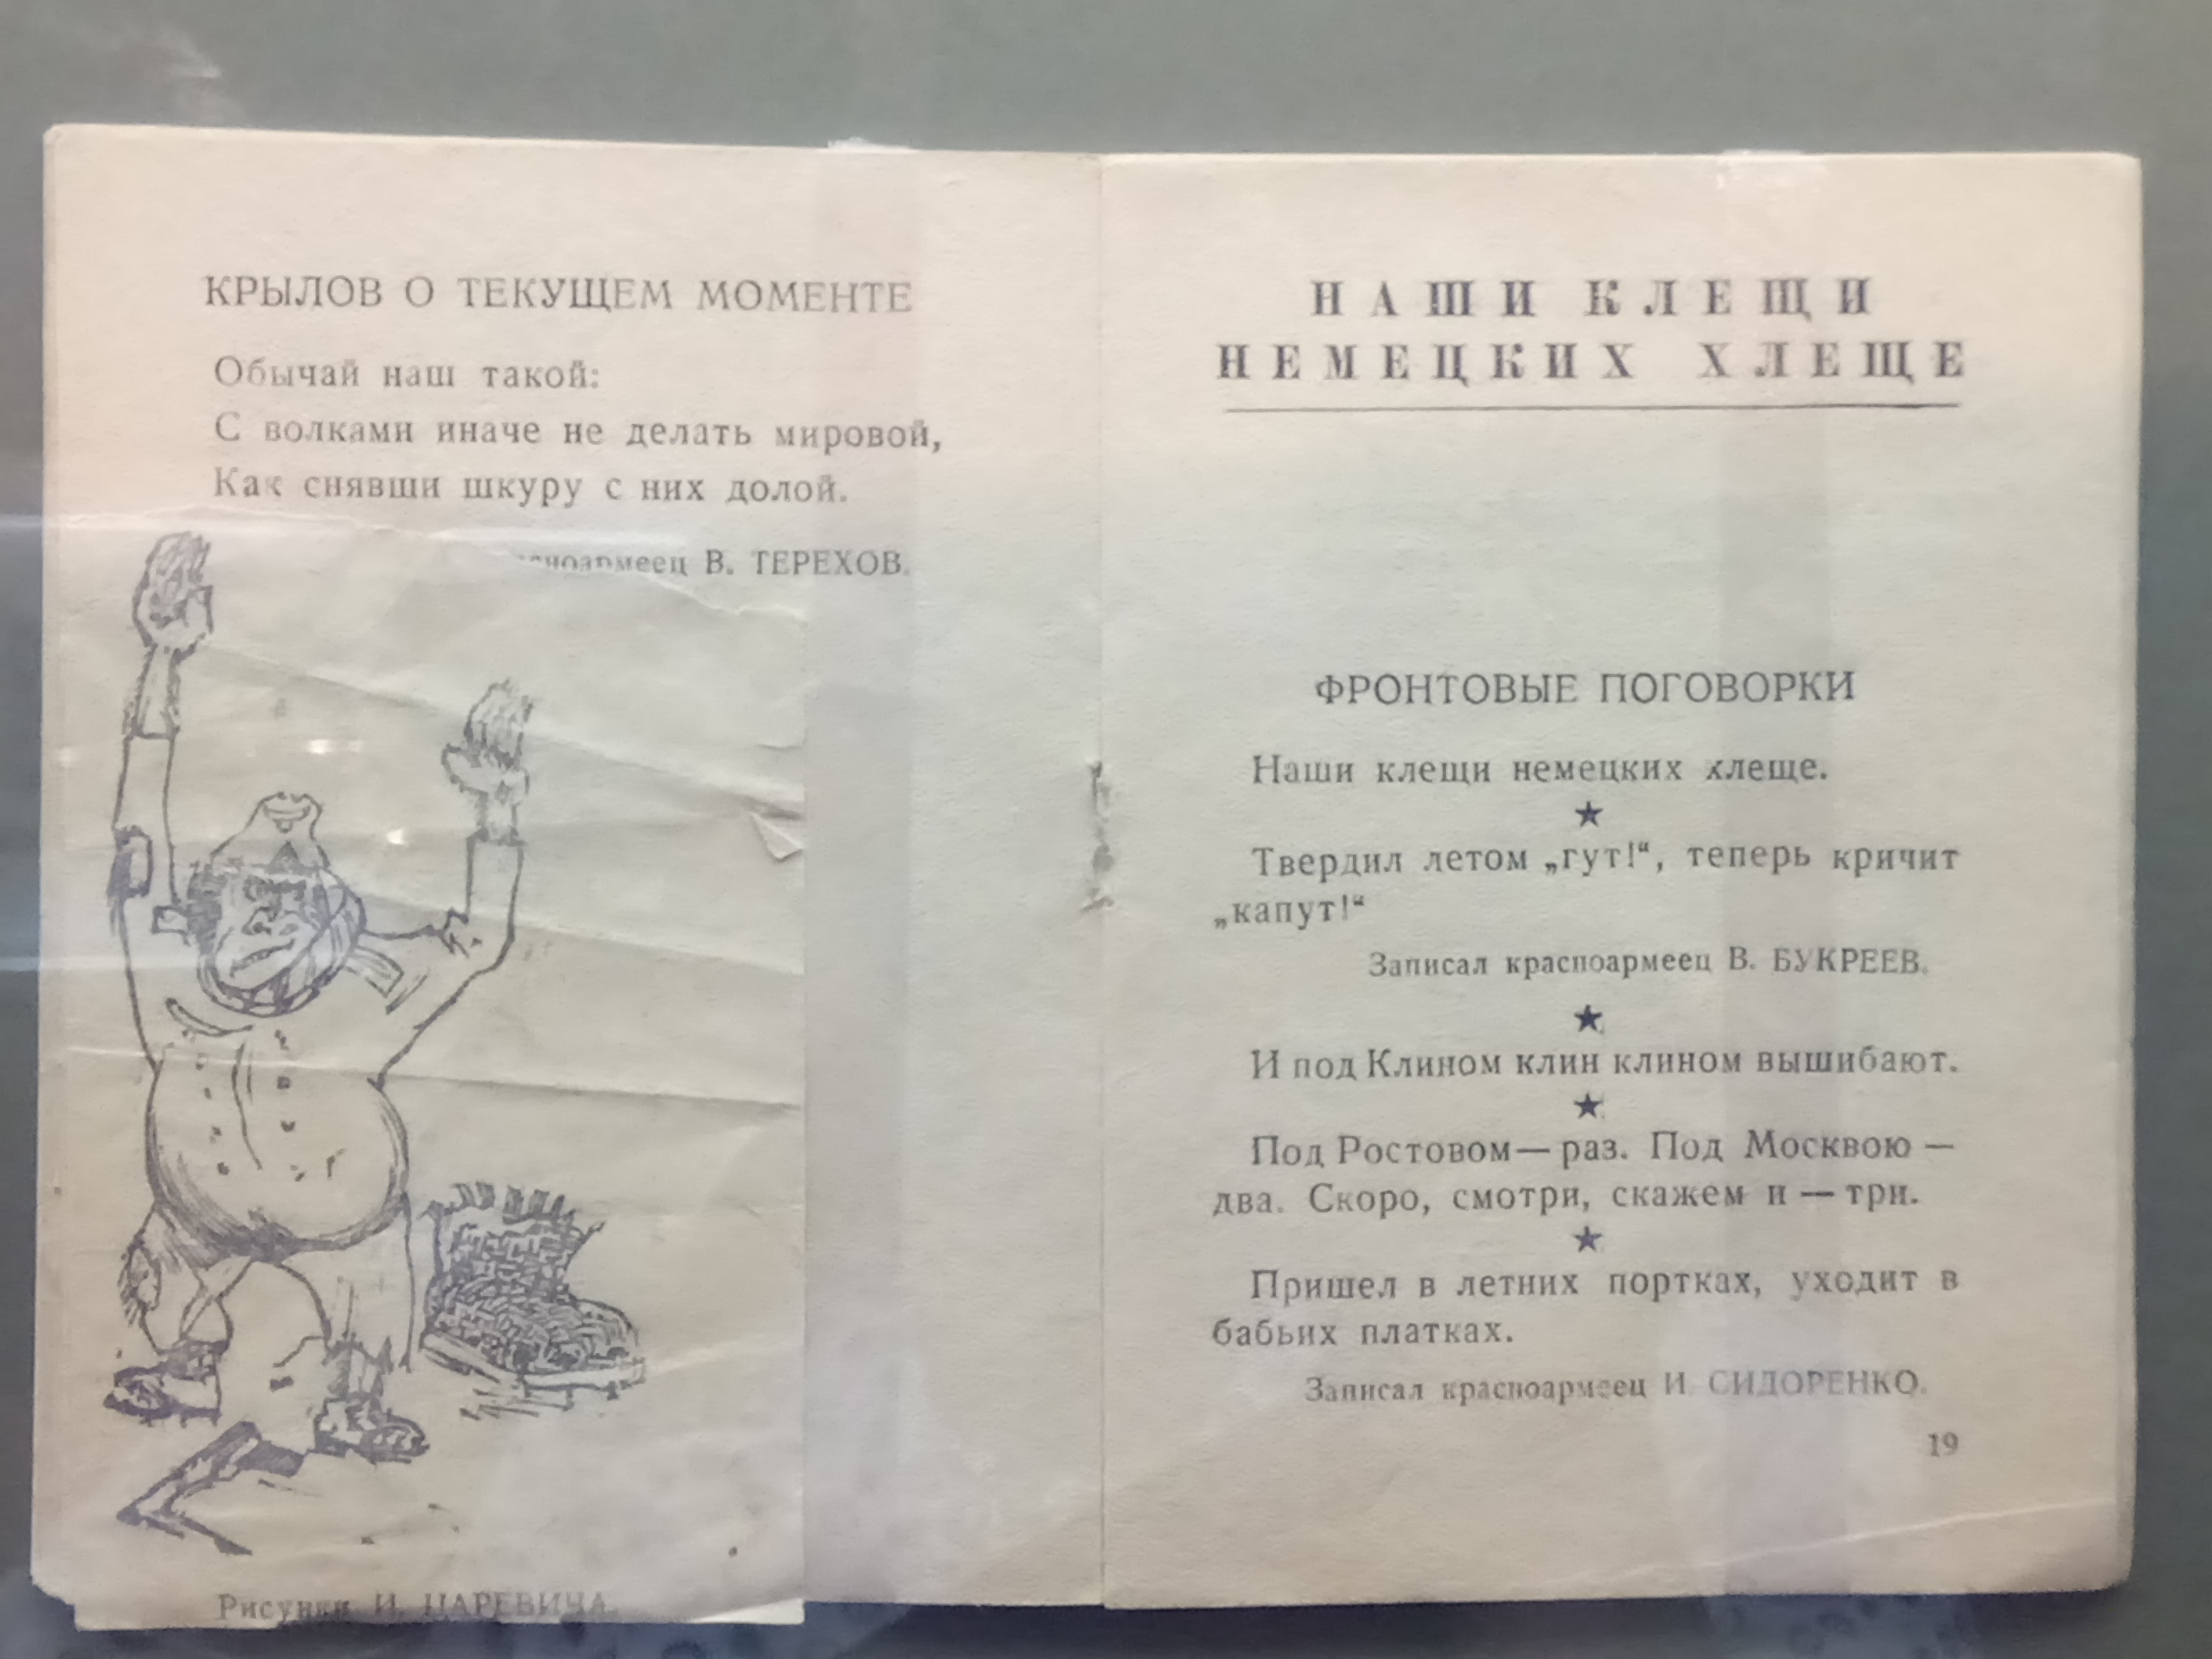 КРЫЛОВ О ТЕКУЩЕМ МОМЕНТЕ
Обычай наш такой:
С волками иначе не делать мировой,
Как снявши шкуру с них долой.
В. ТЕРЕХОВ.
Рисунки И. ЦАРЕВИЧА.
НАШИ КЛЕЩИ
НЕМЕЦКИХ ХЛЕЩЕ
ФРОНТОВЫЕ ПОГОВОРКИ
Наши клещи немецких хлеще.
★
Твердил летом „гут!“, теперь кричит
„капут!“
Записал красноармеец В. БУКРЕЕВ.
★
И под Клином клин клином вышибают.
★
Под Ростовом — раз. Под Москвою —
два. Скоро, смотри, скажем и — три.
★
Пришел в летних портках, уходит в
бабьих платках.
Записал красноармеец И. СИДОРЕНКО.
19